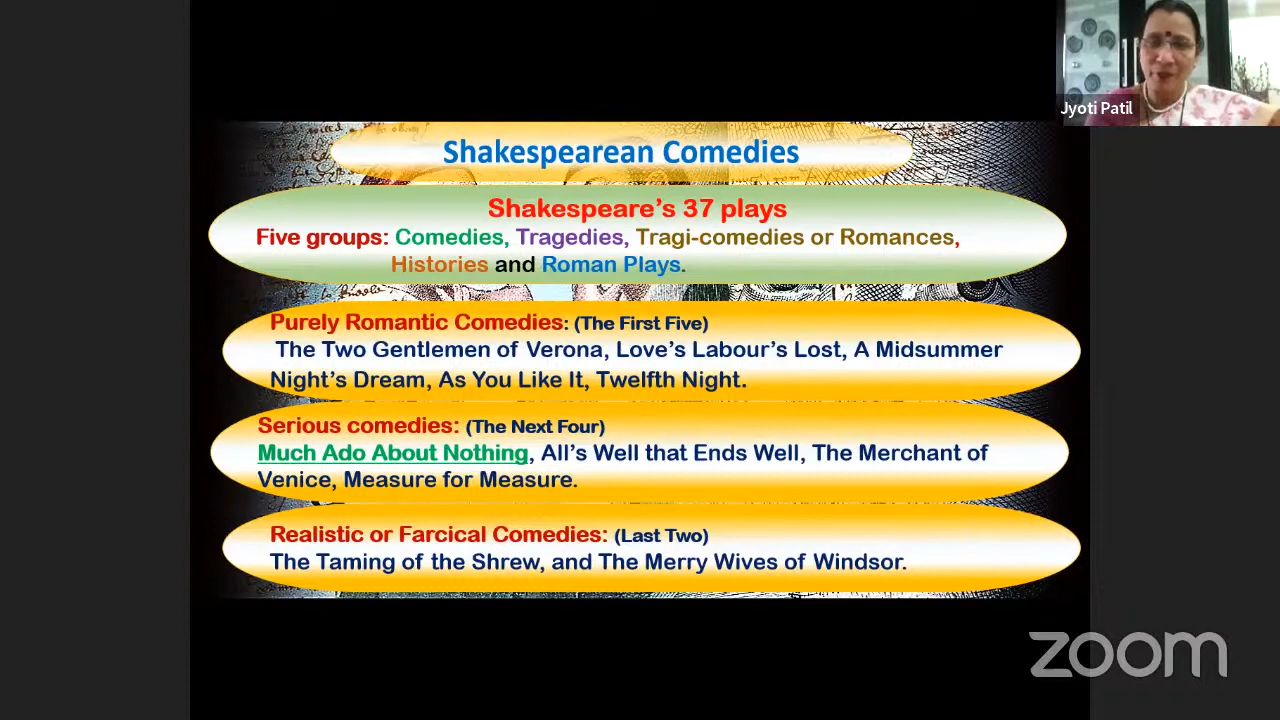 Jyoti Patil
Shakespearean Comedies
Shakespeare's 37 plays
Five groups: Comedies, Tragedies, Tragi-comedies or Romances,
Histories and Roman Plays.
Purely Romantic Comedies: (The First Five)
The Two Gentlemen of Verona, Love's Labour's Lost, A Midsummer
Night's Dream, As You Like It, Twelfth Night.
Serious comedies: (The Next Four)
Much Ado About Nothing, All's Well that Ends Well, The Merchant of
Venice, Measure for Measure.
Realistic or Farcical Comedies: (Last Two)
The Taming of the Shrew, and The Merry Wives of Windsor.
zoom